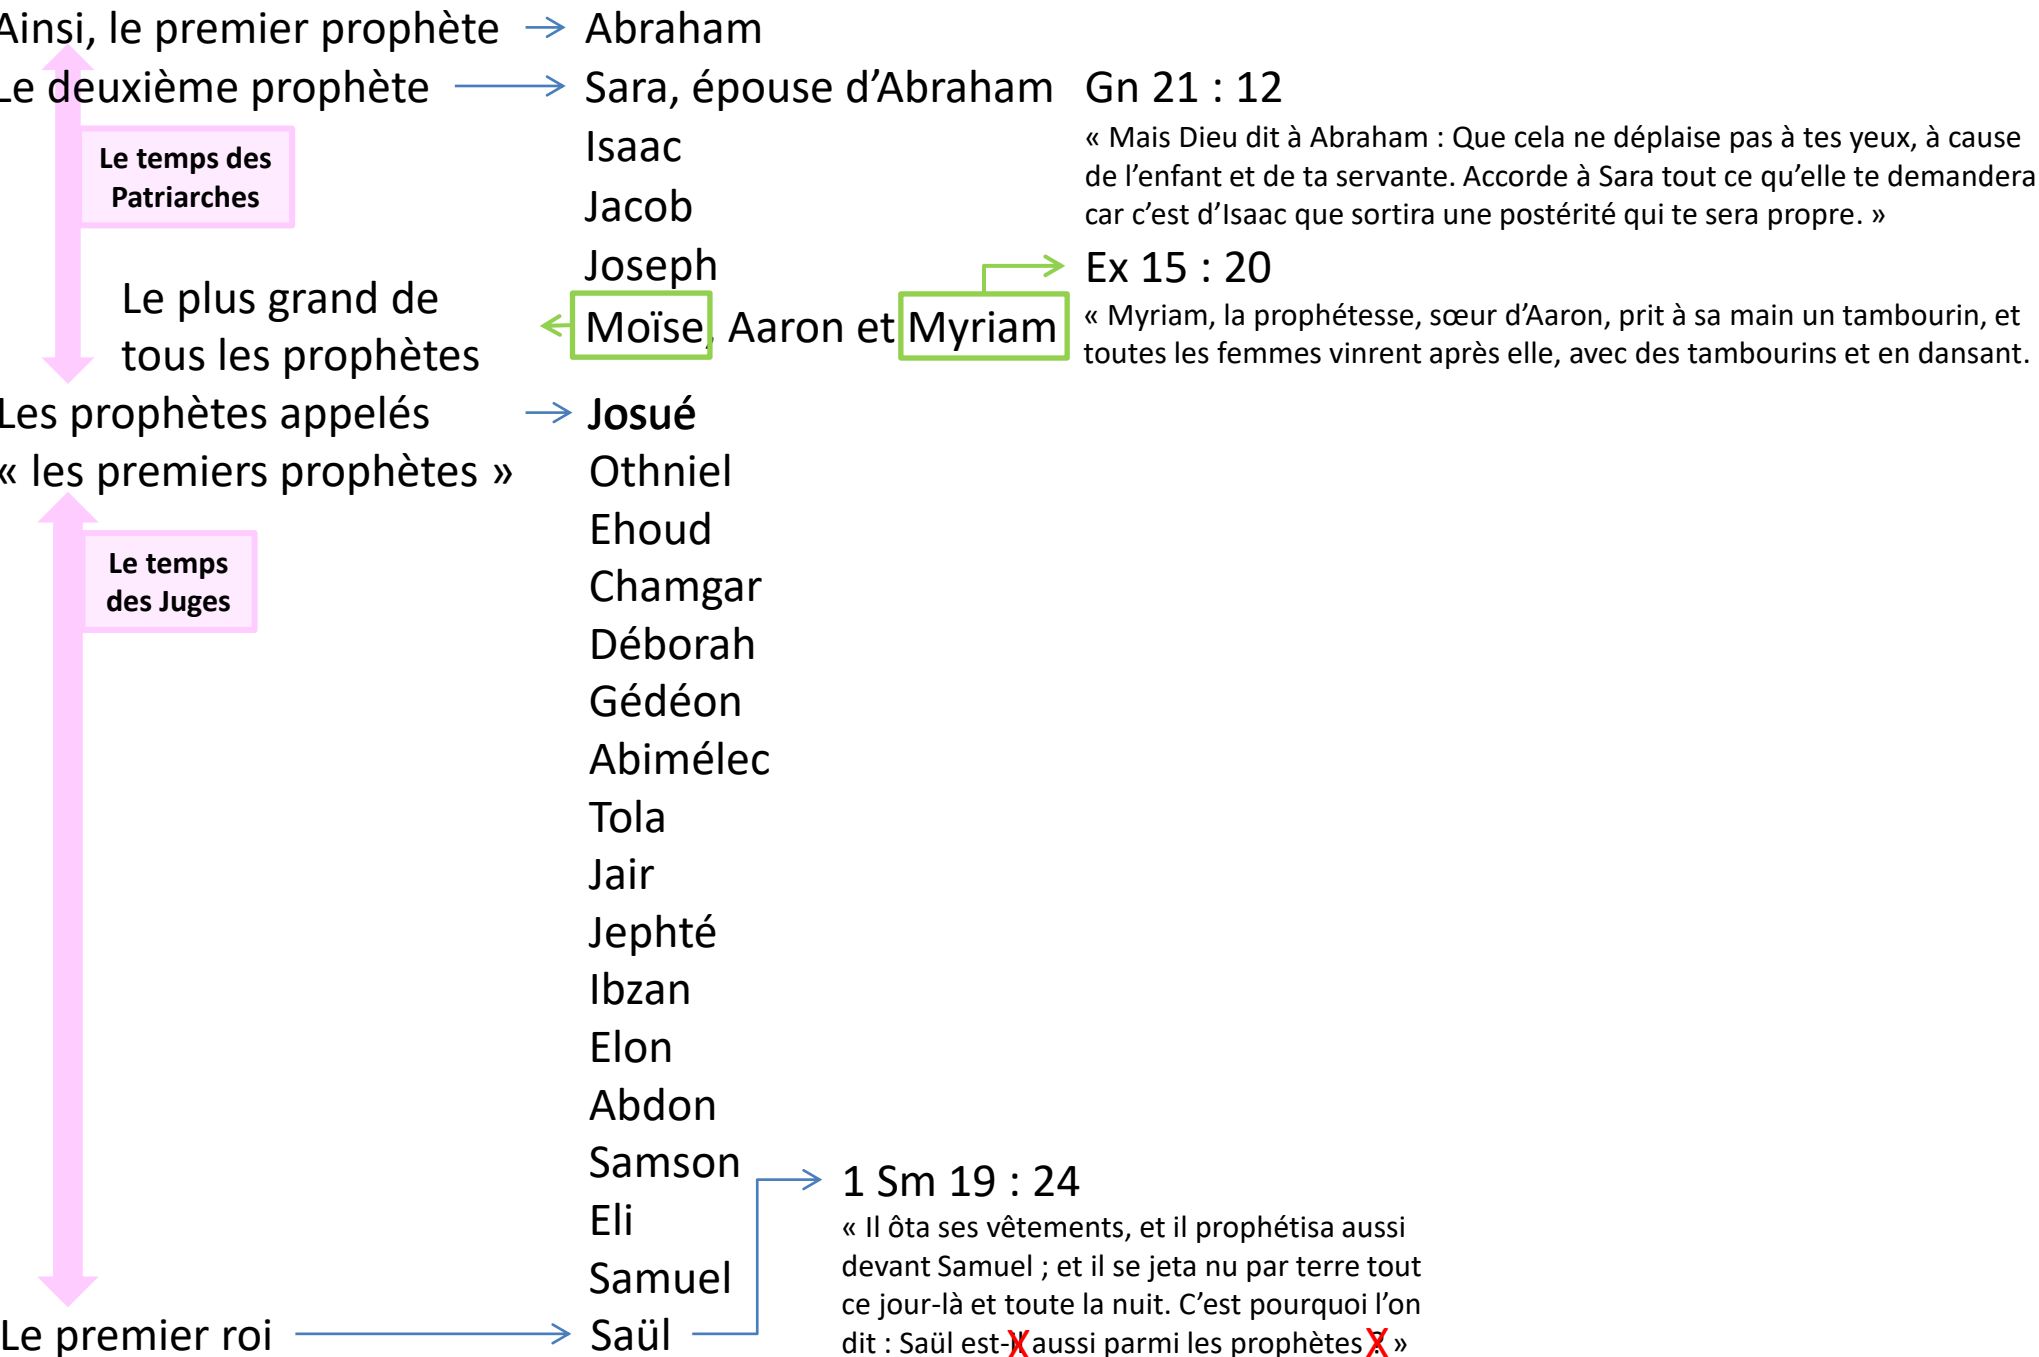 Ainsi, le premier prophète Abraham
Le deuxième prophète Sara, épouse d'Abraham Gn 21 : 12
« Mais Dieu dit à Abraham : Que cela ne déplaise pas à tes yeux, à cause
de l'enfant et de ta servante. Accorde à Sara tout ce qu'elle te demandera
car c'est d'Isaac que sortira une postérité qui te sera propre. »
Le temps des
Patriarches
Isaac
Jacob
Joseph
Ex 15 : 20
Le plus grand de
tous les prophètes
Moïse, Aaron et Myriam
« Myriam, la prophétesse, sœur d'Aaron, prit à sa main un tambourin, et
toutes les femmes vinrent après elle, avec des tambourins et en dansant.
Les prophètes appelés
« les premiers prophètes »
Josué
Othniel
Ehoud
Le temps
des Juges
Chamgar
Déborah
Gédéon
Abimélec
Tola
Jair
Jephté
Ibzan
Elon
Abdon
Samson
Eli
Samuel
Le premier roi Saül
1 Sm 19 : 24
« Il ôta ses vêtements, et il prophétisa aussi
devant Samuel ; et il se jeta nu par terre tout
ce jour-là et toute la nuit. C'est pourquoi l'on
dit : Saül est-il aussi parmi les prophètes ? »